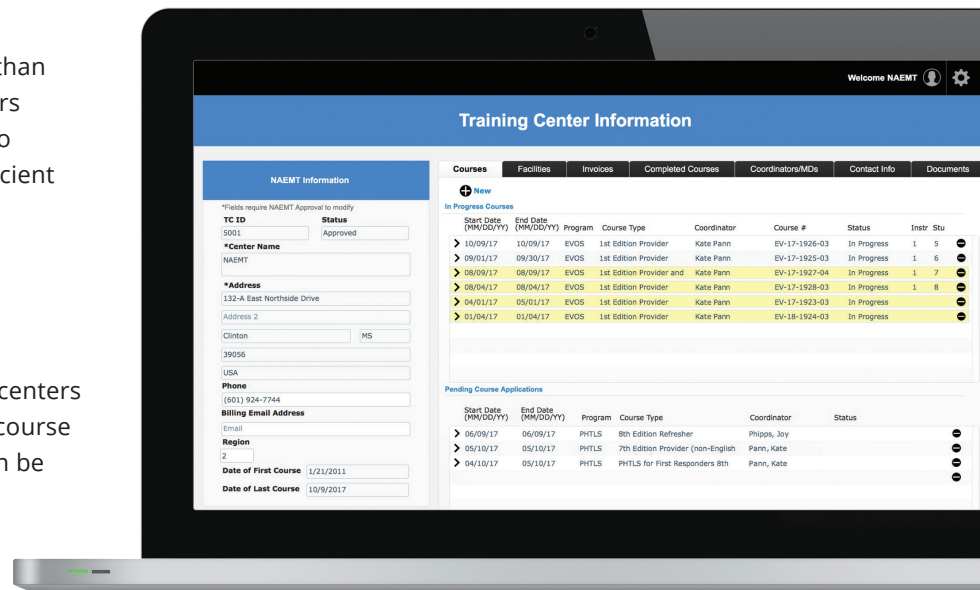 than
rs
o
cient
centers
course
n be
Welcome NAEMT
Training Center Information
NAEMT Information
*Fields require NAEMT Approval to modify
TC ID Status
5001 Approved
*Center Name
NAEMT
*Address
132-A East Northside Drive
Address 2
Clinton MS
39056
USA
Phone
(601) 924-7744
Billing Email Address
Email
Region
2
Date of First Course 1/21/2011
Date of Last Course 10/9/2017
Courses Facilities Invoices Completed Courses Coordinators/MDs Contact Info Documents
New
In Progress Courses
Start Date (MM/DD/YY) End Date (MM/DD/YY) Program Course Type Coordinator Course # Status Instr Stu
10/09/17 10/09/17 EVOS 1st Edition Provider Kate Pann EV-17-1926-03 In Progress 1 5
09/01/17 09/30/17 EVOS 1st Edition Provider Kate Pann EV-17-1925-03 In Progress 1 6
08/09/17 08/09/17 EVOS 1st Edition Provider and Kate Pann EV-17-1927-04 In Progress 1 7
08/04/17 08/04/17 EVOS 1st Edition Provider Kate Pann EV-17-1928-03 In Progress 1 8
04/01/17 05/01/17 EVOS 1st Edition Provider Kate Pann EV-17-1923-03 In Progress
01/04/17 01/04/17 EVOS 1st Edition Provider Kate Pann EV-18-1924-03 In Progress
Pending Course Applications
Start Date (MM/DD/YY) End Date (MM/DD/YY) Program Course Type Coordinator Status
06/09/17 06/09/17 PHTLS 8th Edition Refresher Phipps, Joy
05/10/17 05/10/17 PHTLS 7th Edition Provider (non-English Pann, Kate
04/10/17 05/10/17 PHTLS PHTLS for First Responders 8th Pann, Kate